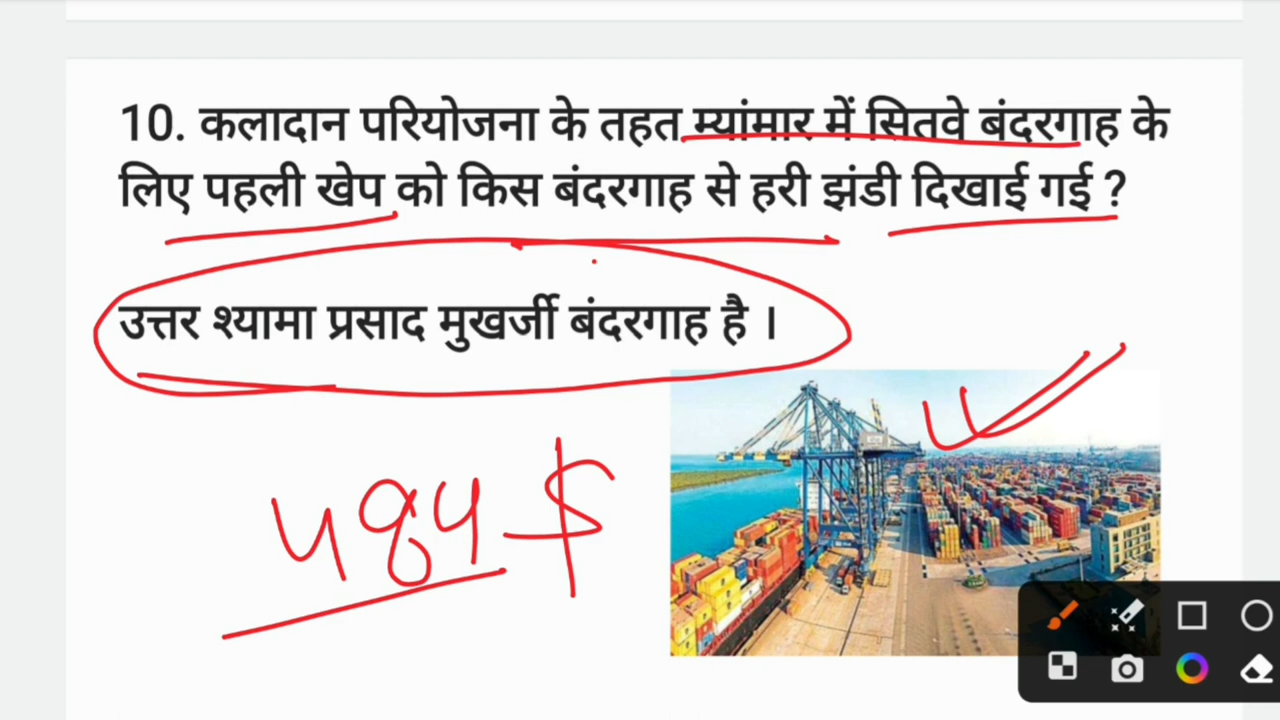 10. कलादान परियोजना के तहत म्यांमार में सितवे बंदरगाह के
लिए पहली खेप को किस बंदरगाह से हरी झंडी दिखाई गई ?
उत्तर श्यामा प्रसाद मुखर्जी बंदरगाह है ।
484 $